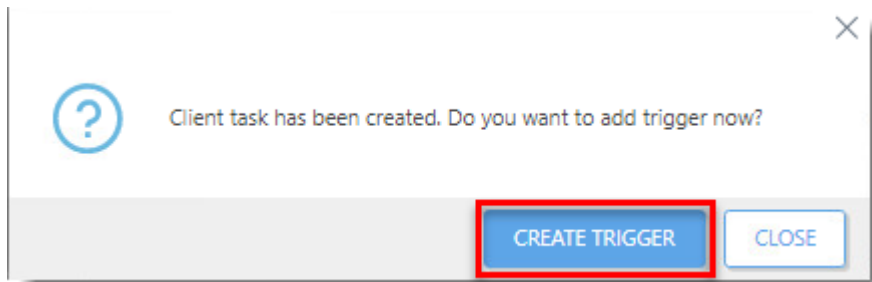 Client task has been created. Do you want to add trigger now?
CREATE TRIGGER
CLOSE